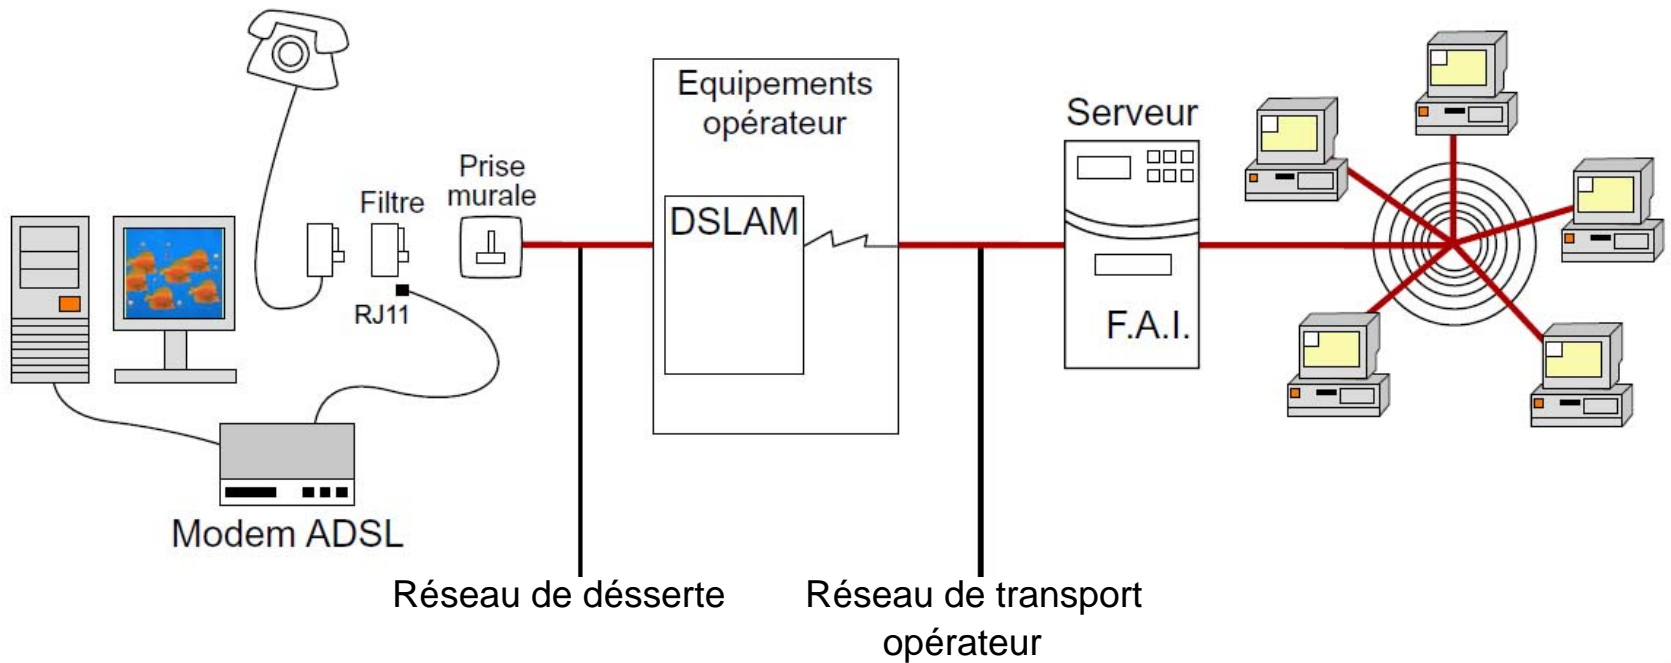 Equipements
opérateur
Serveur
Prise
murale
Filtre
DSLAM
RJ11
F.A.I.
Modem ADSL
Réseau de désserte
Réseau de transport
opérateur